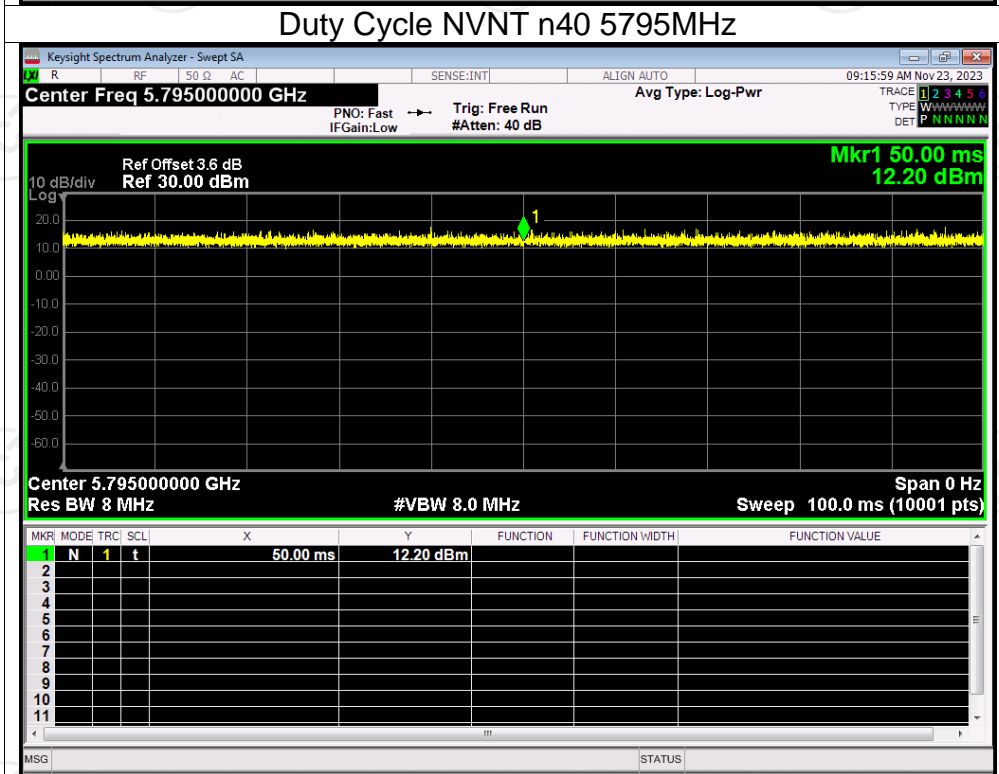 Duty Cycle NVNT n40 5795MHz
Keysight Spectrum Analyzer - Swept SA
LXI R RF 50 Ω AC SENSE:INT ALIGN AUTO 09:15:59 AM Nov 23, 2023
Center Freq 5.795000000 GHz Avg Type: Log-Pwr TRACE 1 2 3 4 5 6
PNO: Fast Trig: Free Run TYPE WWWWWW
IFGain:Low #Atten: 40 dB DET P N N N N N
Mkr1 50.00 ms
Ref Offset 3.6 dB
10 dB/div Ref 30.00 dBm 12.20 dBm
Log
1
20.0
10.0
0.00
-10.0
-20.0
-30.0
-40.0
-50.0
-60.0
Center 5.795000000 GHz Span 0 Hz
Res BW 8 MHz #VBW 8.0 MHz Sweep 100.0 ms (10001 pts)
MKR MODE TRC SCL X Y FUNCTION FUNCTION WIDTH FUNCTION VALUE
1 N 1 t 50.00 ms 12.20 dBm
2
3
4
5
6
7
8
9
10
11
MSG STATUS